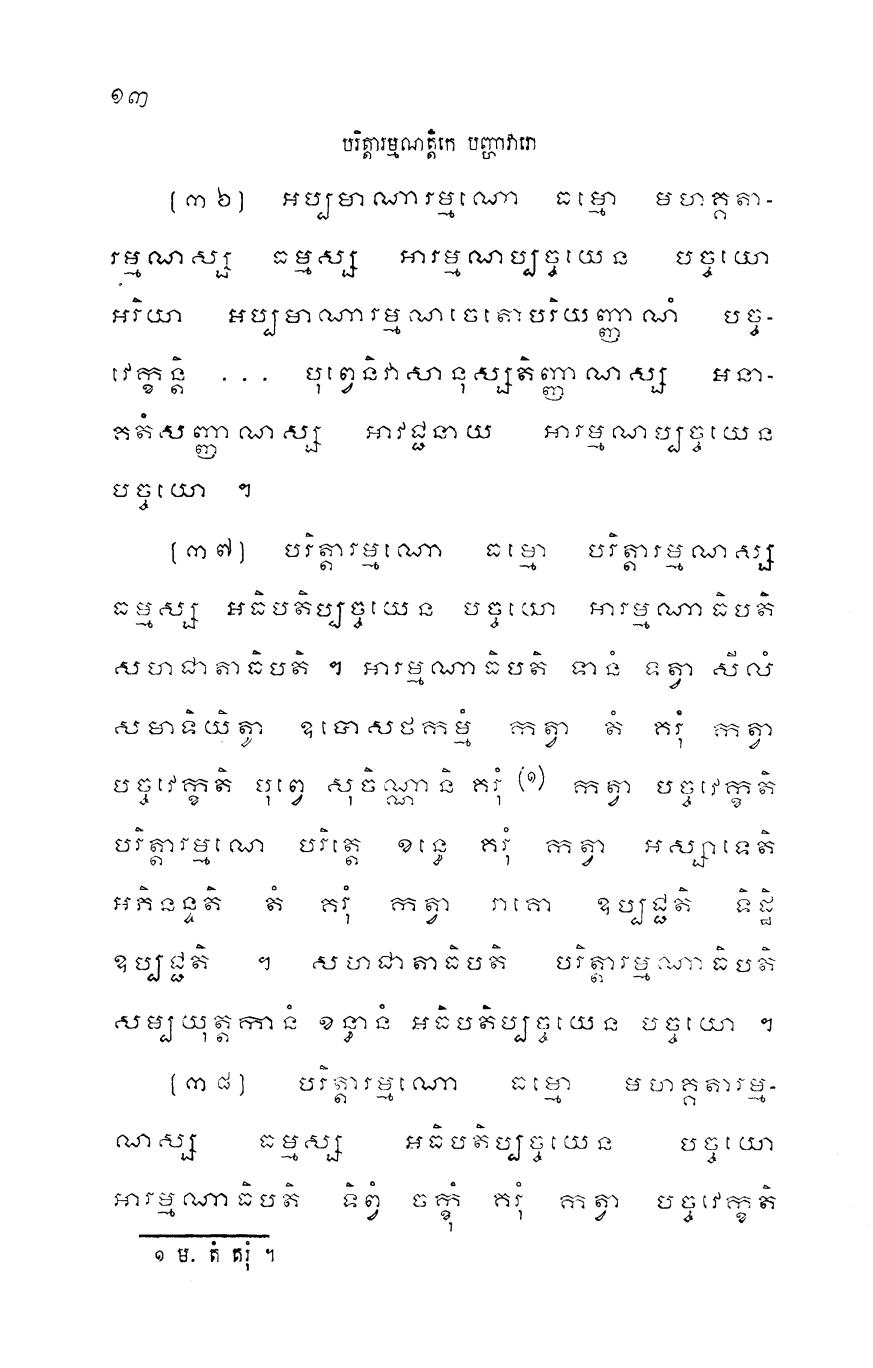 ១៣
បរិត្តារម្មណត្តិកេ បញ្ហាវារោ
[៣៦] អប្បមាណារម្មណោ ធម្មោ មហគ្គតា-
រម្មណស្ស ធម្មស្ស អារម្មណប្បច្ចយេន បច្ចយោ
អរិយា អប្បមាណារម្មណចេតោបរិយញ្ញាណំ បច្ច-
វេក្ខន្តិ ... បុព្វេនិវាសានុស្សតិញ្ញាណស្ស អនា-
គតំសញ្ញាណស្ស អាវជ្ជនាយ អារម្មណប្បច្ចយេន
បច្ចយោ ។
[៣៧] បរិត្តារម្មណោ ធម្មោ បរិត្តារម្មណស្ស
ធម្មស្ស អធិបតិប្បច្ចយេន បច្ចយោ អារម្មណាធិបតិ
សហជាតាធិបតិ ។ អារម្មណាធិបតិ ទានំ ទត្វា សីលំ
សមាទិយិត្វា ឧបោសថកម្មំ កត្វា តំ គរុំ កត្វា
បច្ចវេក្ខតិ បុព្វេ សុចិណ្ណានិ គរុំ (១) កត្វា បច្ចវេក្ខតិ
បរិត្តារម្មណេ បរិត្តេ ខន្ធេ គរុំ កត្វា អស្សាទេតិ
អភិនន្ទតិ តំ គរុំ កត្វា រាគោ ឧប្បជ្ជតិ ទិដ្ឋិ
ឧប្បជ្ជតិ ។ សហជាតាធិបតិ បរិត្តារម្មណាធិបតិ
សម្បយុត្តកានំ ខន្ធានំ អធិបតិប្បច្ចយេន បច្ចយោ ។
[៣៨] បរិត្តារម្មណោ ធម្មោ មហគ្គតារម្ម-
ណស្ស ធម្មស្ស អធិបតិប្បច្ចយេន បច្ចយោ
អារម្មណាធិបតិ ទិព្វំ ចក្ខុំ គរុំ កត្វា បច្ចវេក្ខតិ
១ ម. តំ គរុំ ។